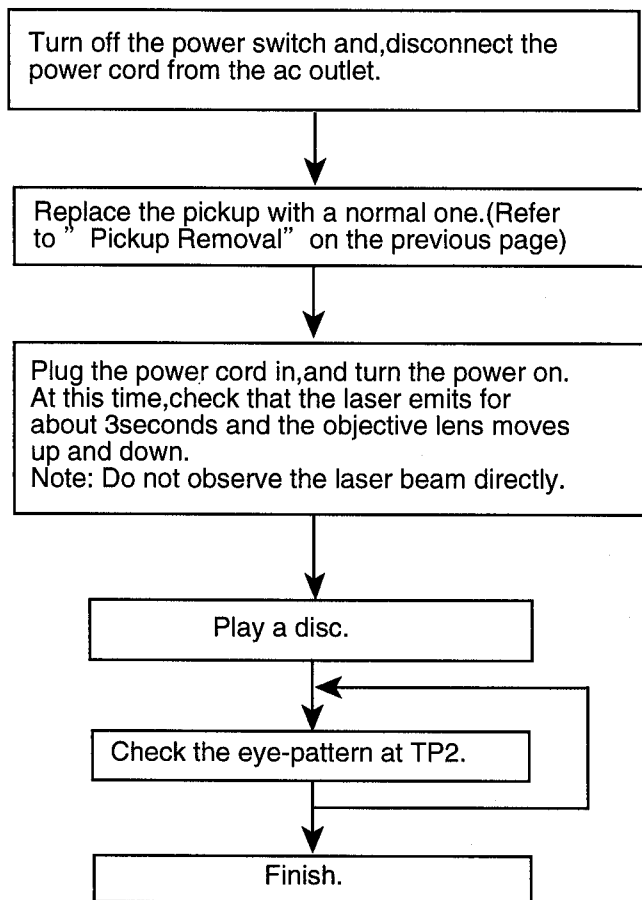 Turn off the power switch and,disconnect the
power cord from the ac outlet.
Replace the pickup with a normal one.(Refer
to ” Pickup Removal” on the previous page)
Plug the power cord in,and turn the power on.
At this time,check that the laser emits for
about 3seconds and the objective lens moves
up and down.
Note: Do not observe the laser beam directly.
Play a disc.
Check the eye-pattern at TP2.
Finish.